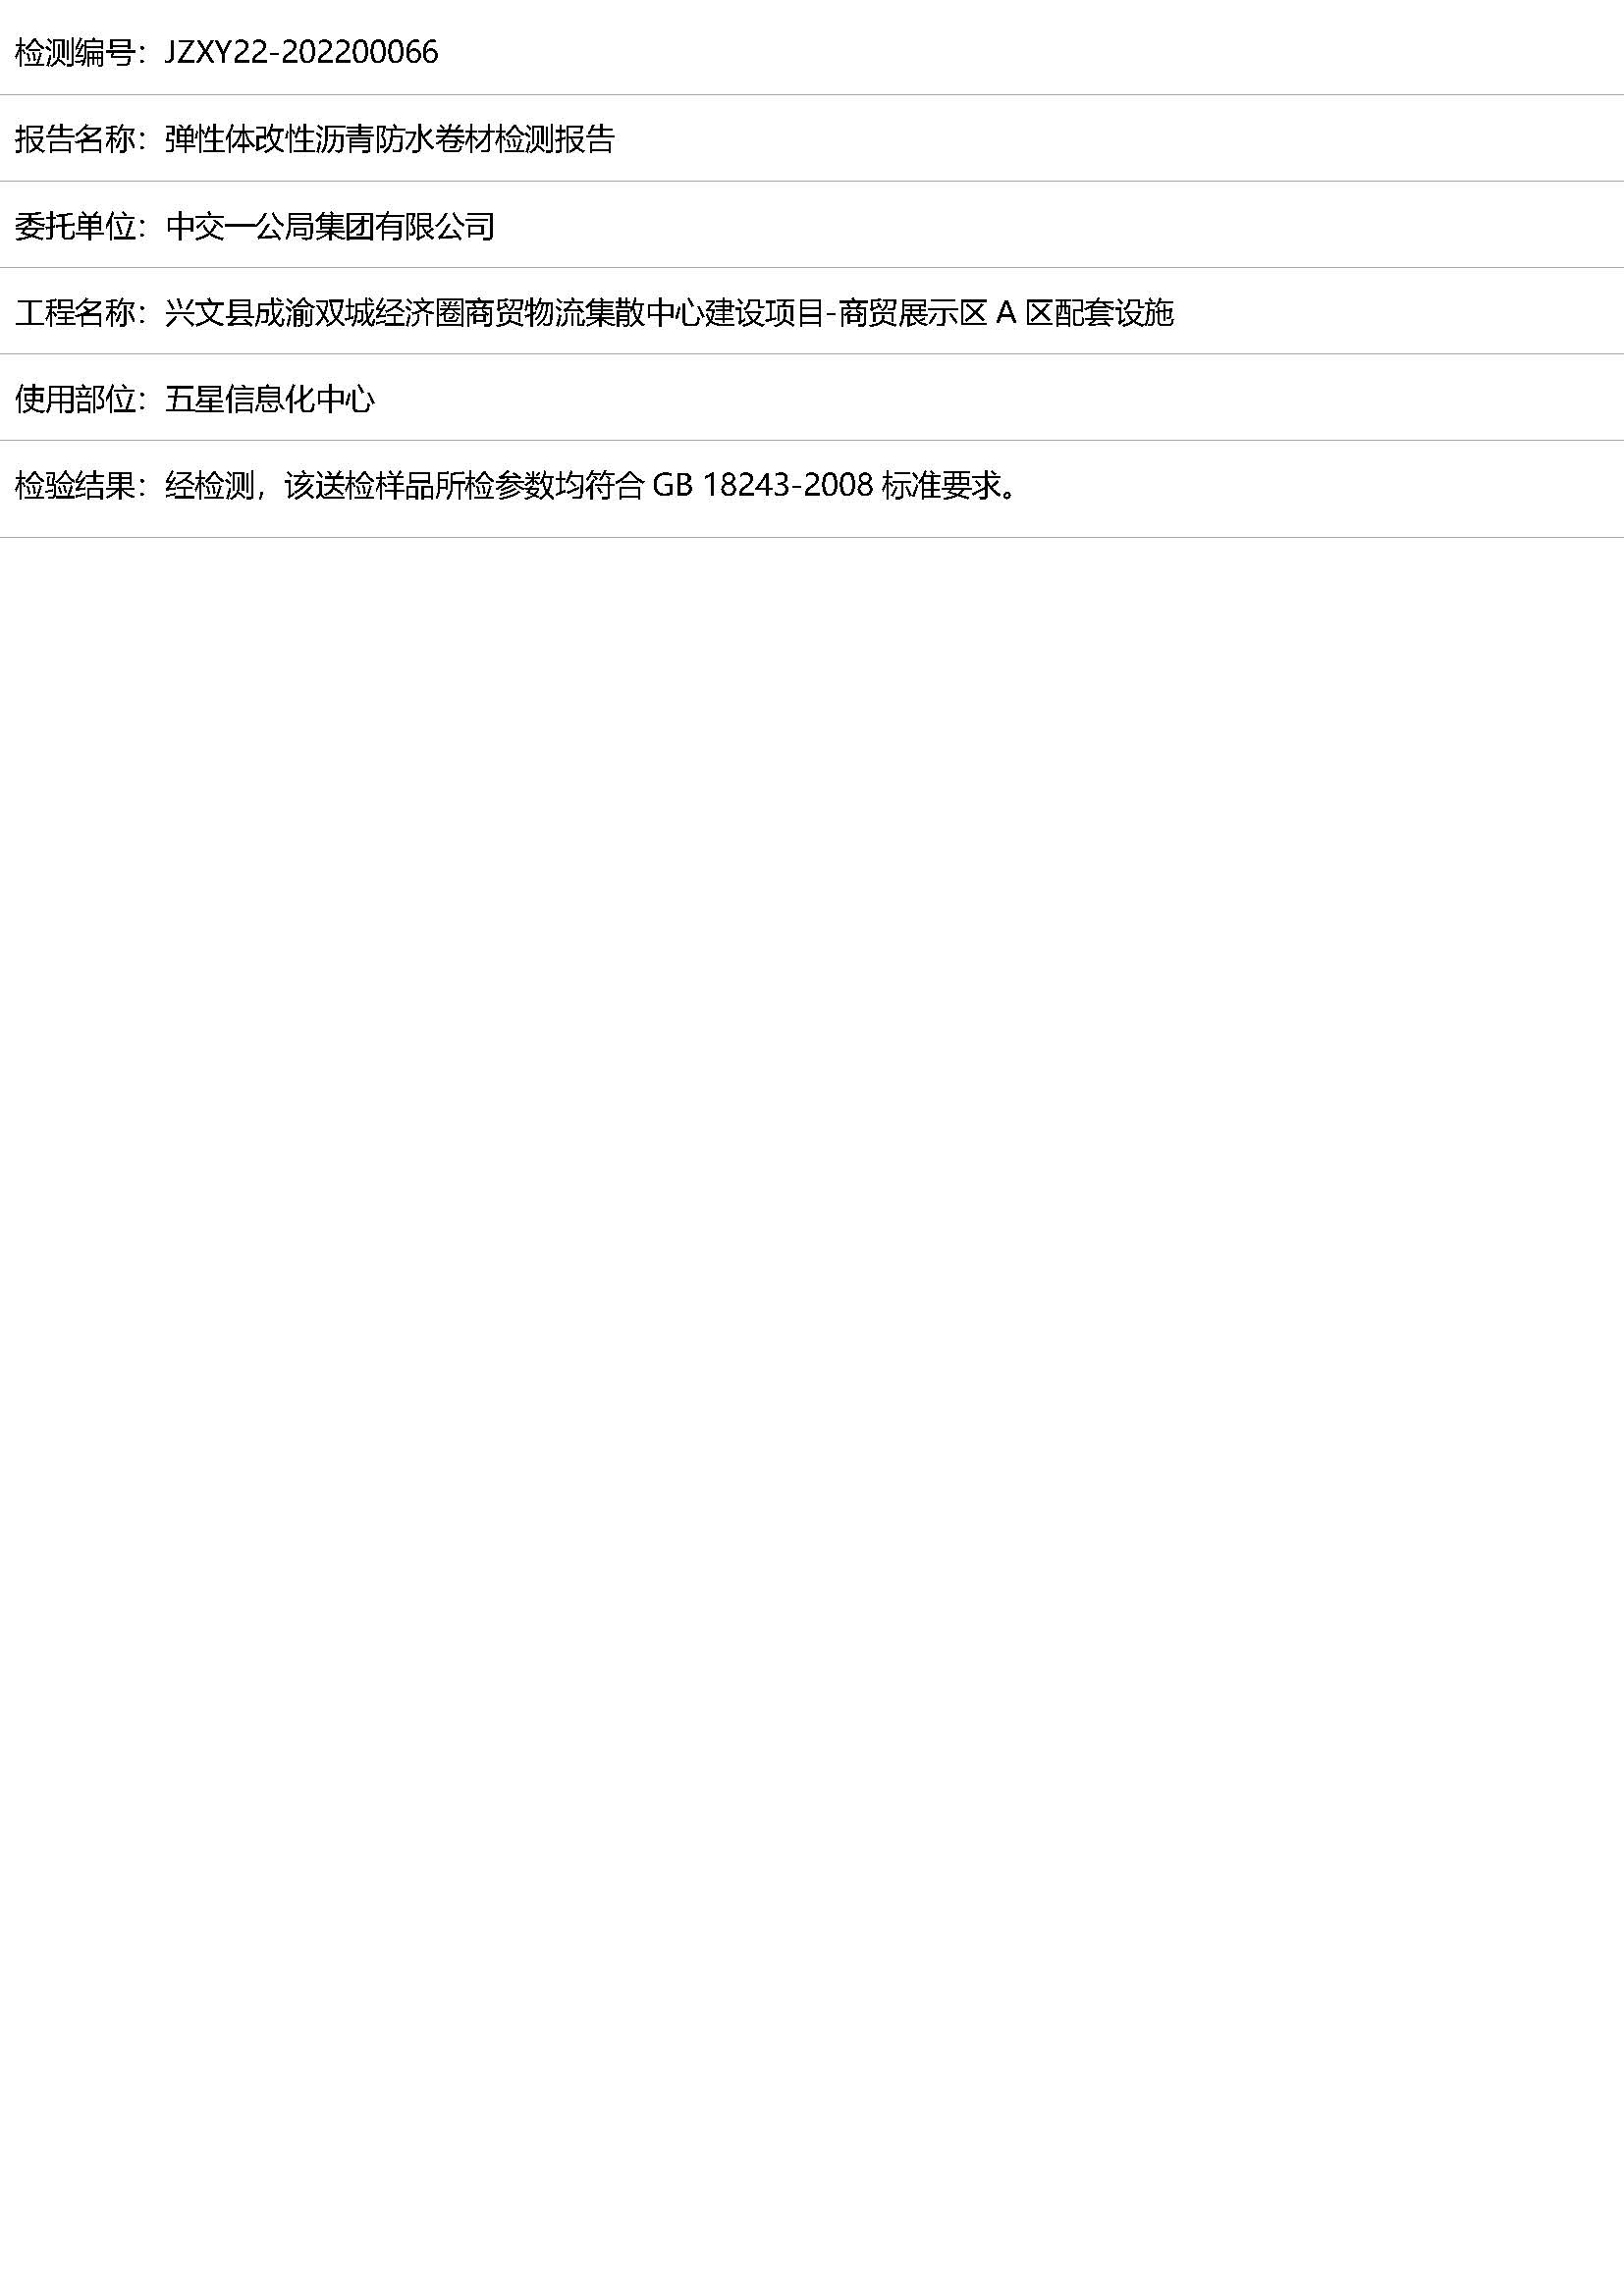 检测编号：JZXY22-202200066
报告名称：弹性体改性沥青防水卷材检测报告
委托单位：中交一公局集团有限公司
工程名称：兴文县成渝双城经济圈商贸物流集散中心建设项目-商贸展示区 A 区配套设施
使用部位：五星信息化中心
检验结果：经检测，该送检样品所检参数均符合 GB 18243-2008 标准要求。